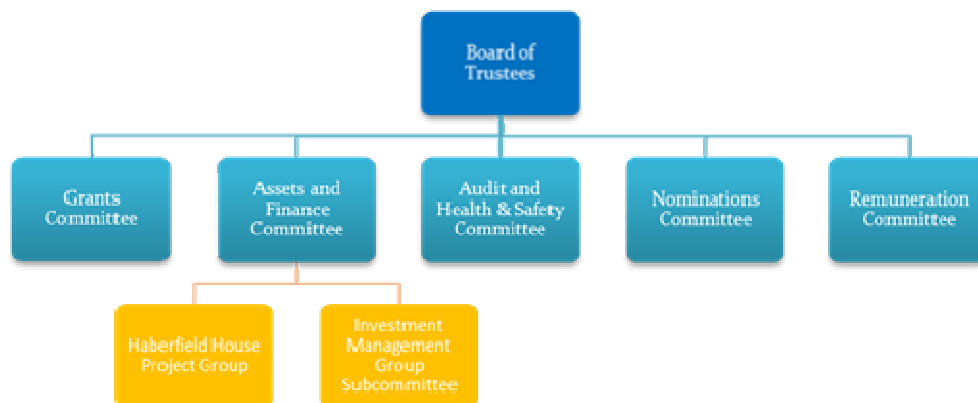 Board of
Trustees
Grants
Committee
Assets and
Finance
Committee
Audit and
Health & Safety
Committee
Nominations
Committee
Remuneration
Committee
Haberfield House
Project Group
Investment
Management
Group
Subcommittee